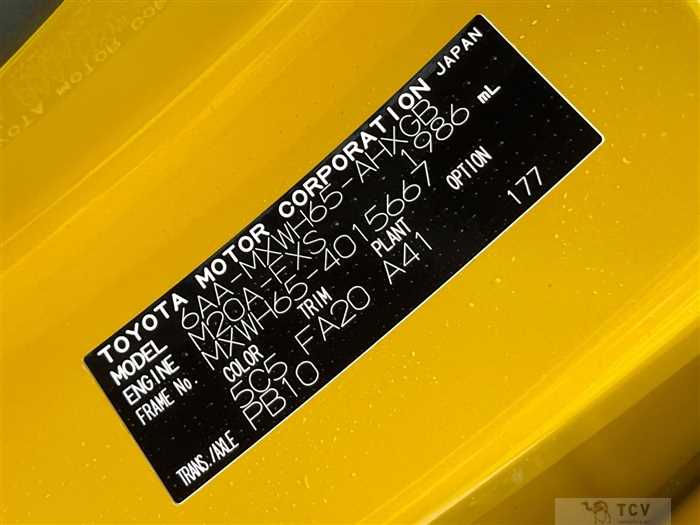 TOYOTA MOTOR CORPORATION JAPAN
MODEL 6AA-MXWH65-AHXGB
ENGINE M20A-FXS 1986 mL
FRAME No. MXWH65-4015667
COLOR TRIM PLANT OPTION
5C5 FA20 A41 177
TRANS./AXLE PB10
TCV